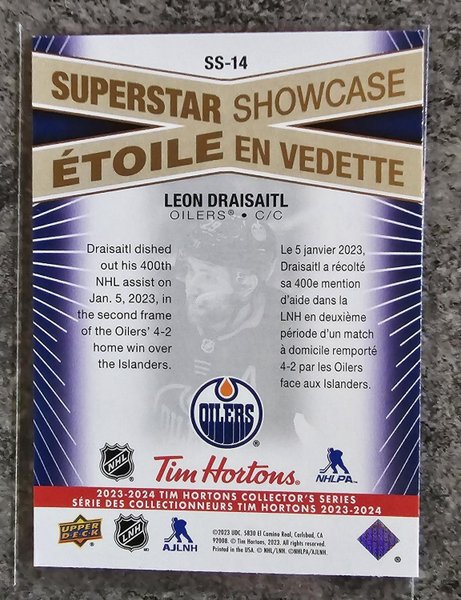 SS-14
SUPERSTAR SHOWCASE
ÉTOILE EN VEDETTE
LEON DRAISAITL
OILERS® • C/C
Draisaitl dished
out his 400th
NHL assist on
Jan. 5, 2023, in
the second frame
of the Oilers' 4-2
home win over
the Islanders.
Le 5 janvier 2023,
Draisaitl a récolté
sa 400e mention
d'aide dans la
LNH en deuxième
période d'un match
à domicile remporté
4-2 par les Oilers
face aux Islanders.
OILERS ®
NHL
Tim Hortons®
NHLPA™
2023-2024 TIM HORTONS COLLECTOR'S SERIES
SÉRIE DES COLLECTIONNEURS TIM HORTONS 2023-2024
UPPER DECK
LNH
AJLNH
©2023 UDC, 5830 El Camino Real, Carlsbad, CA
92008. © Tim Hortons, 2023. All rights reserved.
Printed in the USA. © NHL/LNH. ©NHLPA/AJLNH.
®